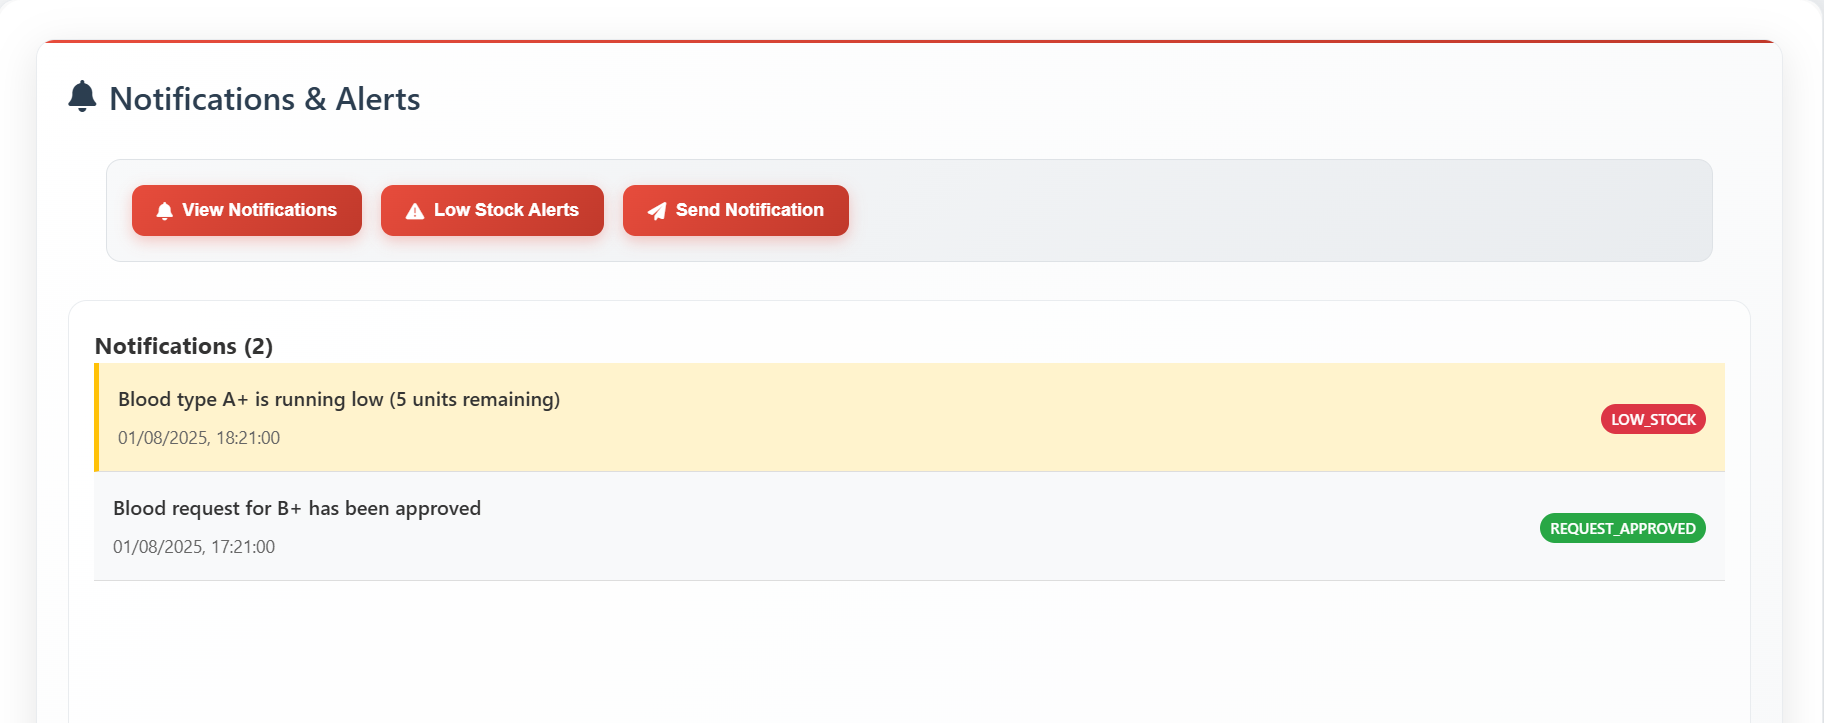 Notifications & Alerts
View Notifications
Low Stock Alerts
Send Notification
Notifications (2)
Blood type A+ is running low (5 units remaining)
01/08/2025, 18:21:00
LOW_STOCK
Blood request for B+ has been approved
01/08/2025, 17:21:00
REQUEST_APPROVED